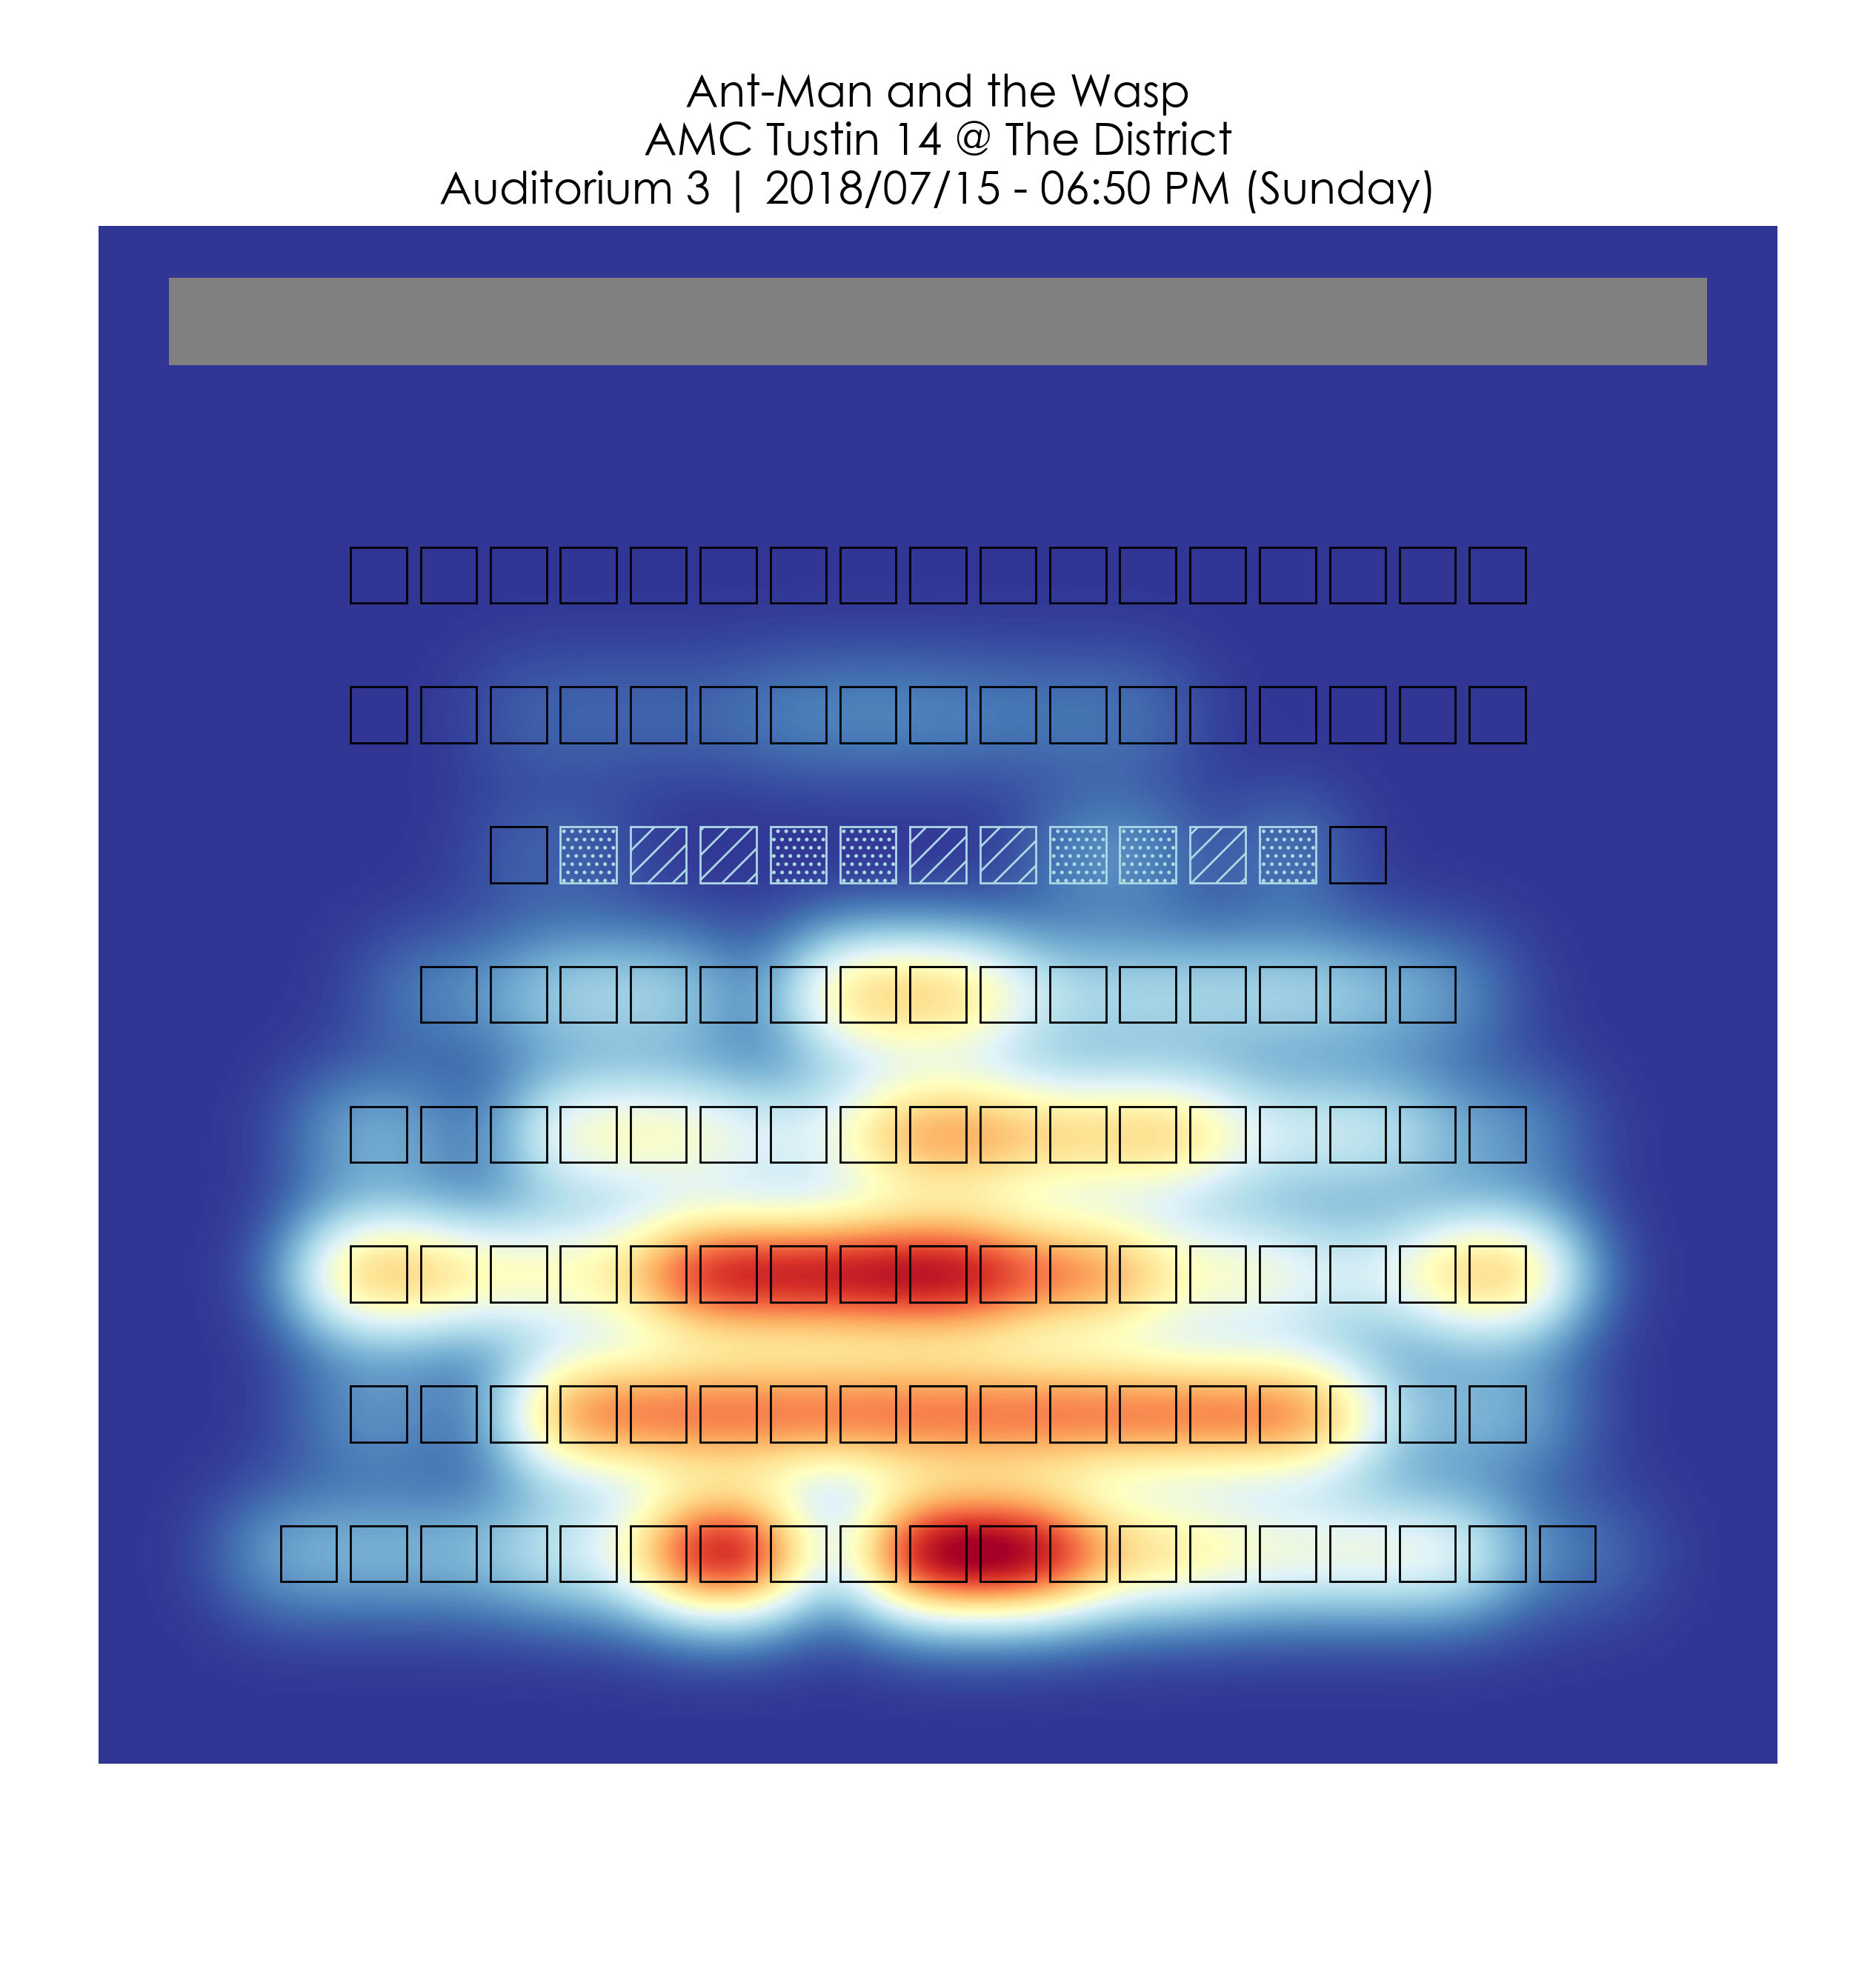 Ant-Man and the Wasp
AMC Tustin 14 @ The District
Auditorium 3 | 2018/07/15 - 06:50 PM (Sunday)